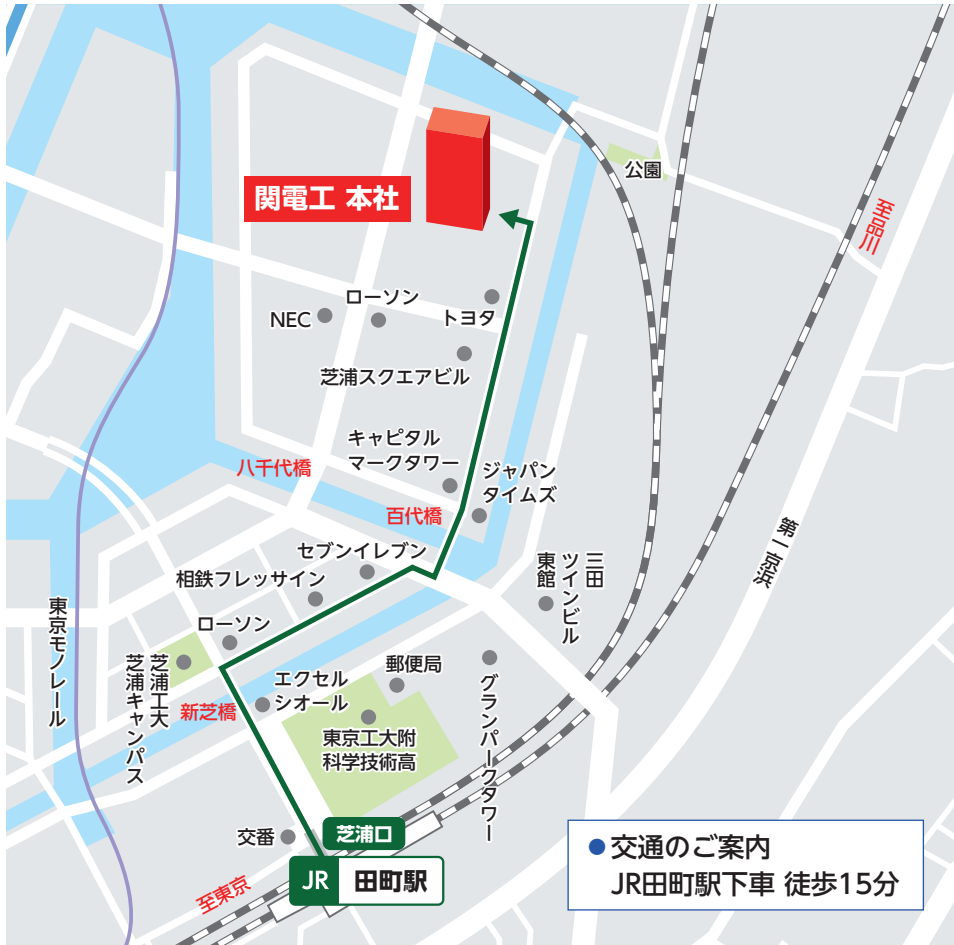 公園
関電工 本社
至品川
ローソン
NEC
トヨタ
芝浦スクエアビル
キャピタル
マークタワー
八千代橋
ジャパン
タイムズ
百代橋
第一京浜
セブンイレブン
三田
ツインビル
東館
相鉄フレッサイン
東京モノレール
ローソン
芝浦工大
芝浦キャンパス
郵便局
エクセル
シオール
グランパークタワー
新芝橋
東京工大附
科学技術高
交番
芝浦口
JR 田町駅
至東京
●交通のご案内
JR田町駅下車 徒歩15分